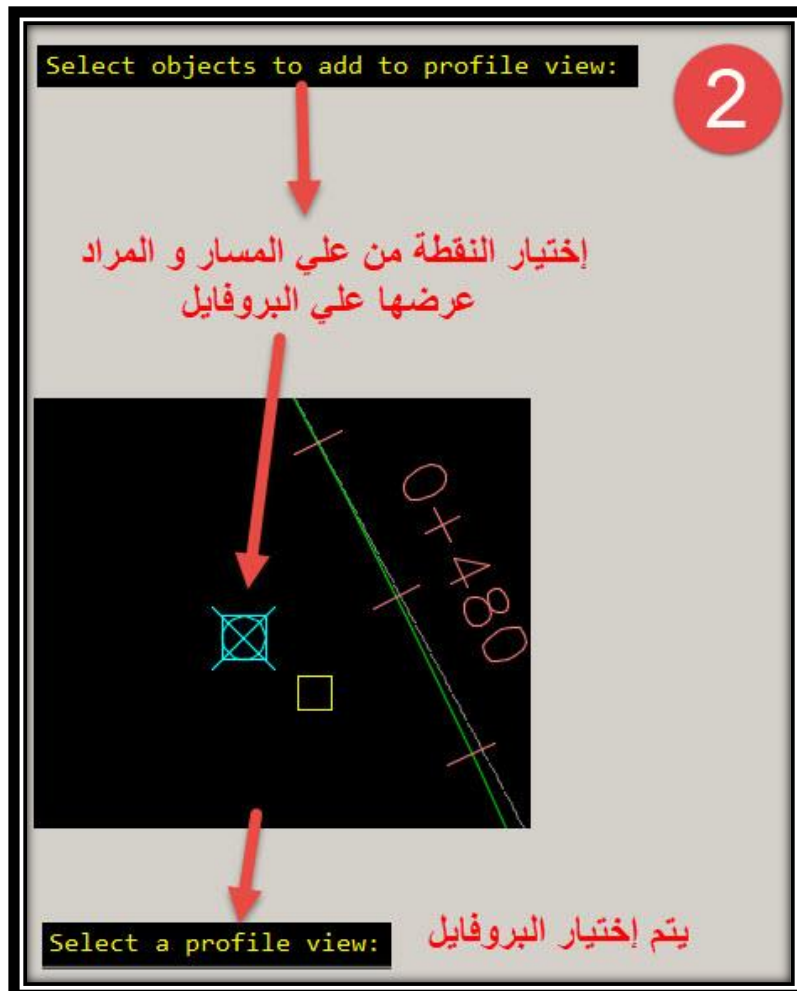 Select objects to add to profile view:
2
إختيار النقطة من علي المسار و المراد
عرضها علي البروفايل
0+480
Select a profile view:
يتم إختيار البروفايل